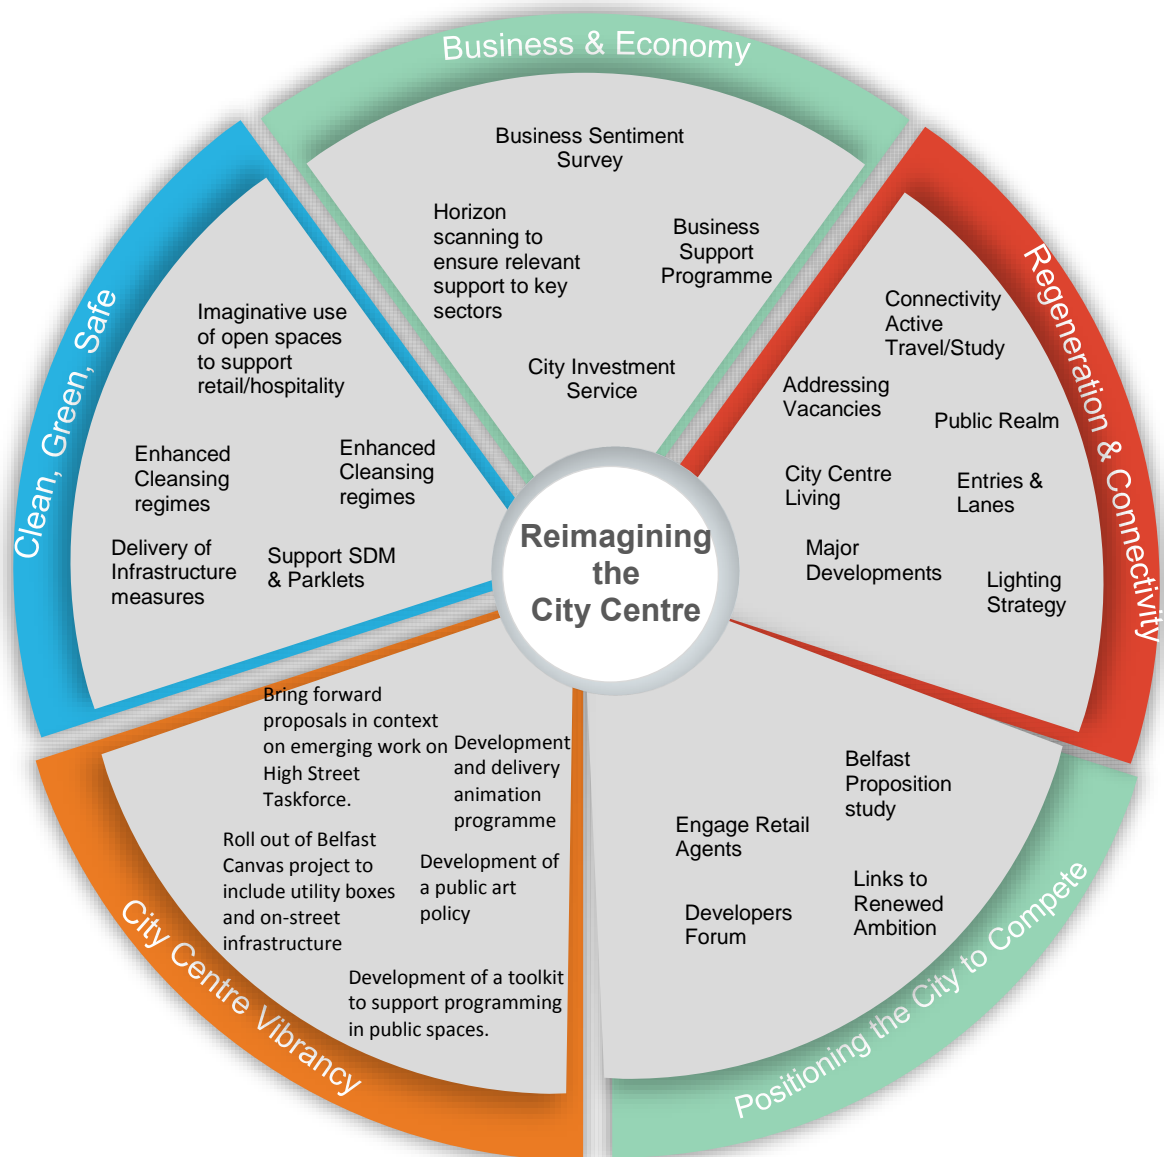 Business & Economy
Business Sentiment
Survey
Horizon
scanning to
ensure relevant
support to key
sectors
Business
Support
Programme
City Investment
Service
Regeneration & Connectivity
Connectivity
Active
Travel/Study
Addressing
Vacancies
Public Realm
City Centre
Living
Entries &
Lanes
Major
Developments
Lighting
Strategy
Positioning the City to Compete
Belfast
Proposition
study
Engage Retail
Agents
Links to
Renewed
Ambition
Developers
Forum
City Centre Vibrancy
Bring forward
proposals in context
on emerging work on
High Street
Taskforce.
Development
and delivery
animation
programme
Roll out of Belfast
Canvas project to
include utility boxes
and on-street
infrastructure
Development of
a public art
policy
Development of a toolkit
to support programming
in public spaces.
Clean, Green, Safe
Imaginative use
of open spaces
to support
retail/hospitality
Enhanced
Cleansing
regimes
Enhanced
Cleansing
regimes
Delivery of
Infrastructure
measures
Support SDM
& Parklets
Reimagining
the
City Centre